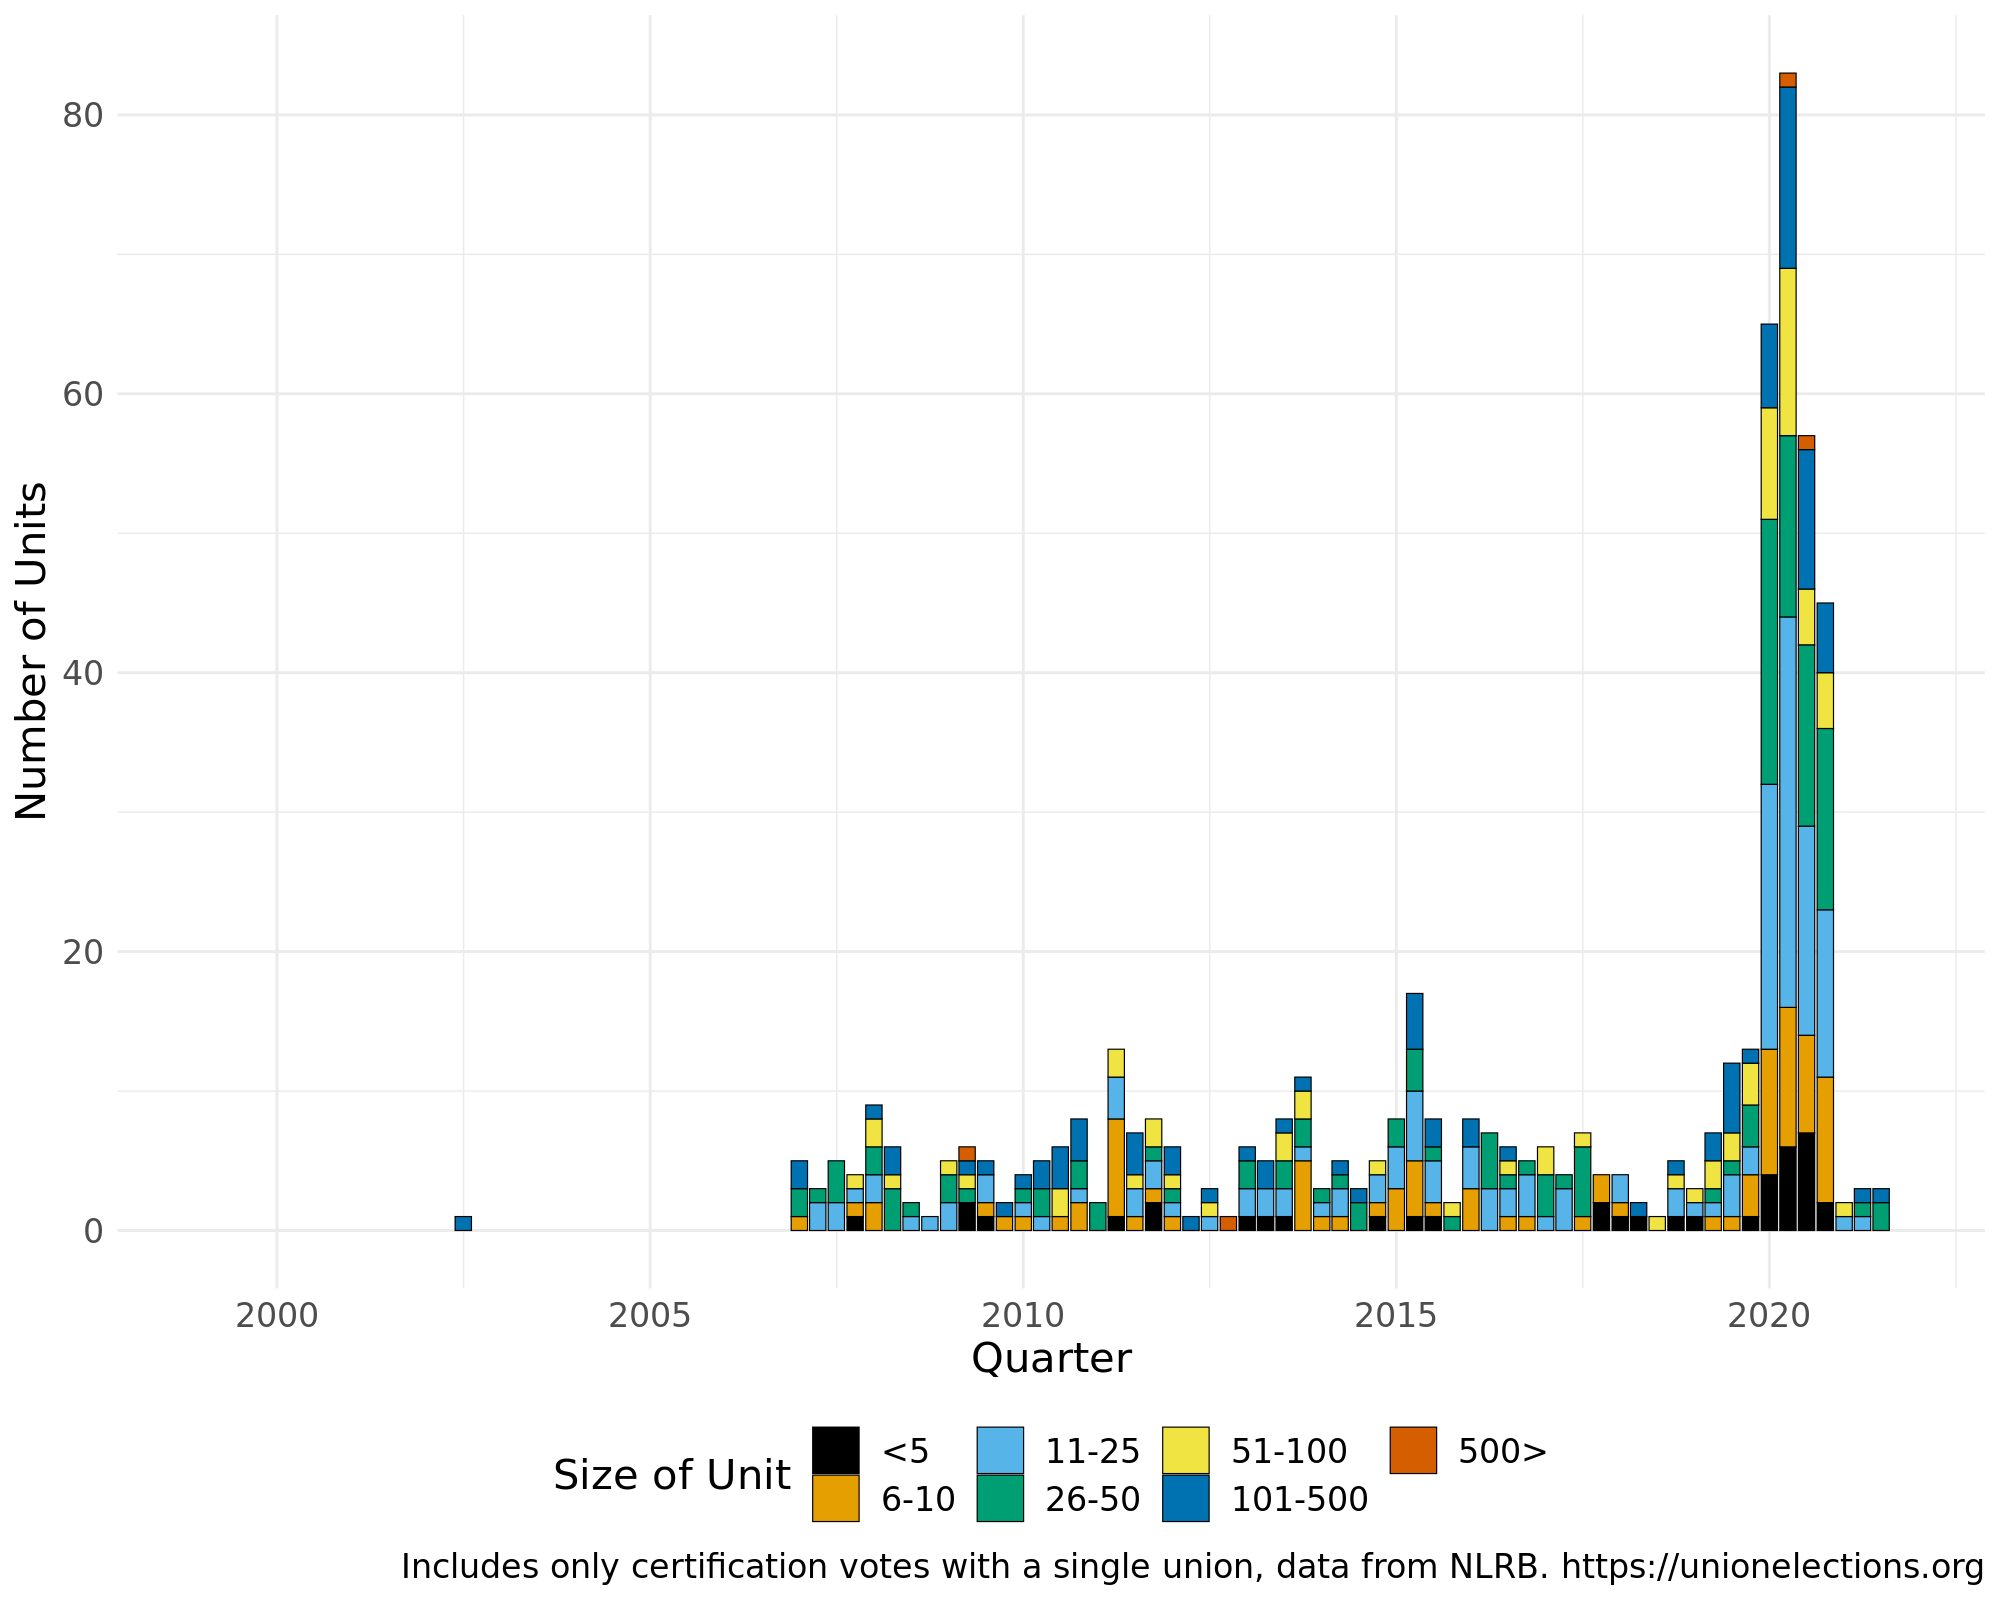 80
60
40
20
0
Number of Units
2000 2005 2010 2015 2020
Quarter
Size of Unit
<5 11-25 51-100 500>
6-10 26-50 101-500
Includes only certification votes with a single union, data from NLRB. https://unionelections.org